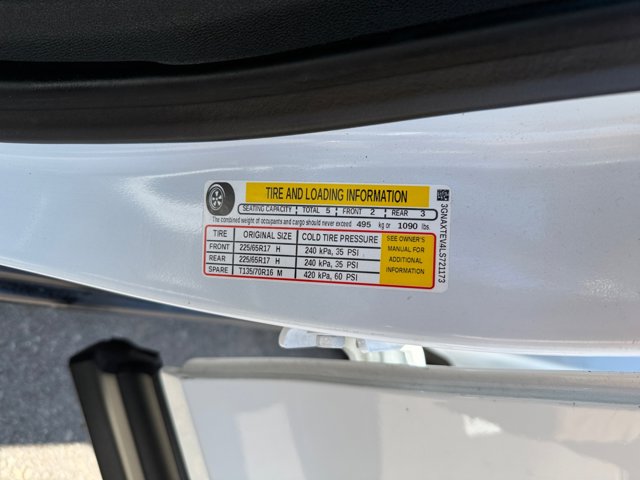 TIRE AND LOADING INFORMATION
SEATING CAPACITY TOTAL 5 FRONT 2 REAR 3
The combined weight of occupants and cargo should never exceed 495 kg or 1090 lbs.
TIRE ORIGINAL SIZE COLD TIRE PRESSURE
FRONT 225/65R17 H 240 kPa, 35 PSI
REAR 225/65R17 H 240 kPa, 35 PSI
SPARE T135/70R16 M 420 kPa, 60 PSI
SEE OWNER'S
MANUAL FOR
ADDITIONAL
INFORMATION
3GNAXTEV4LS721173